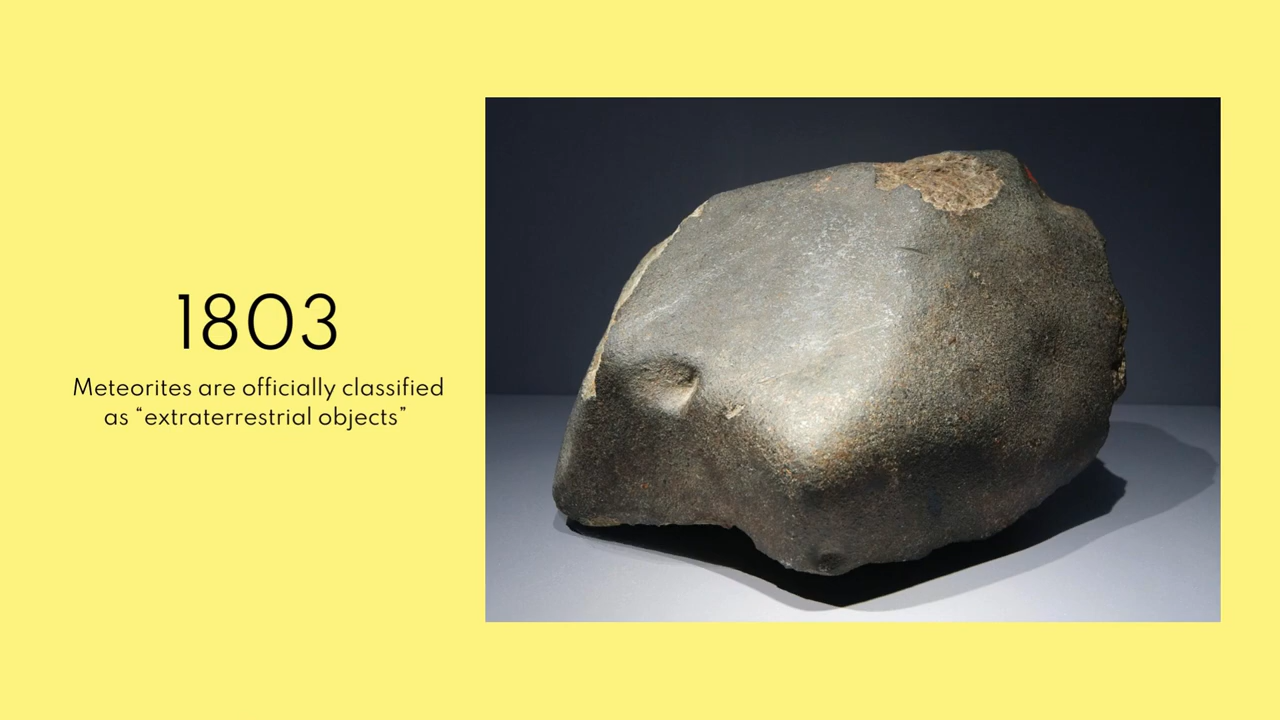 1803
Meteorites are officially classified
as “extraterrestrial objects”